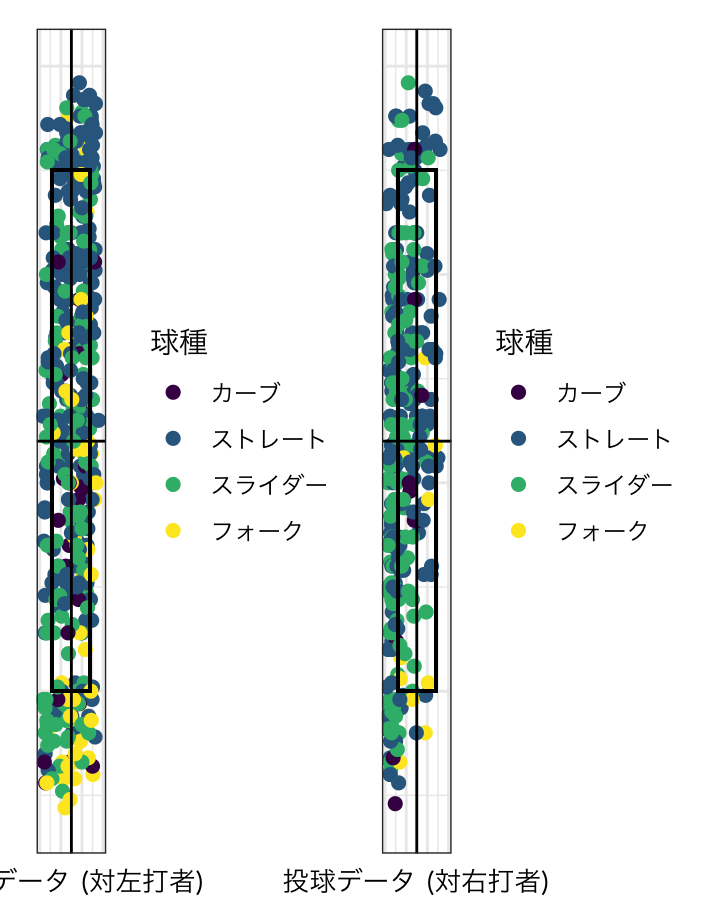 球種
カーブ
ストレート
スライダー
フォーク
データ (対左打者)
球種
カーブ
ストレート
スライダー
フォーク
投球データ (対右打者)